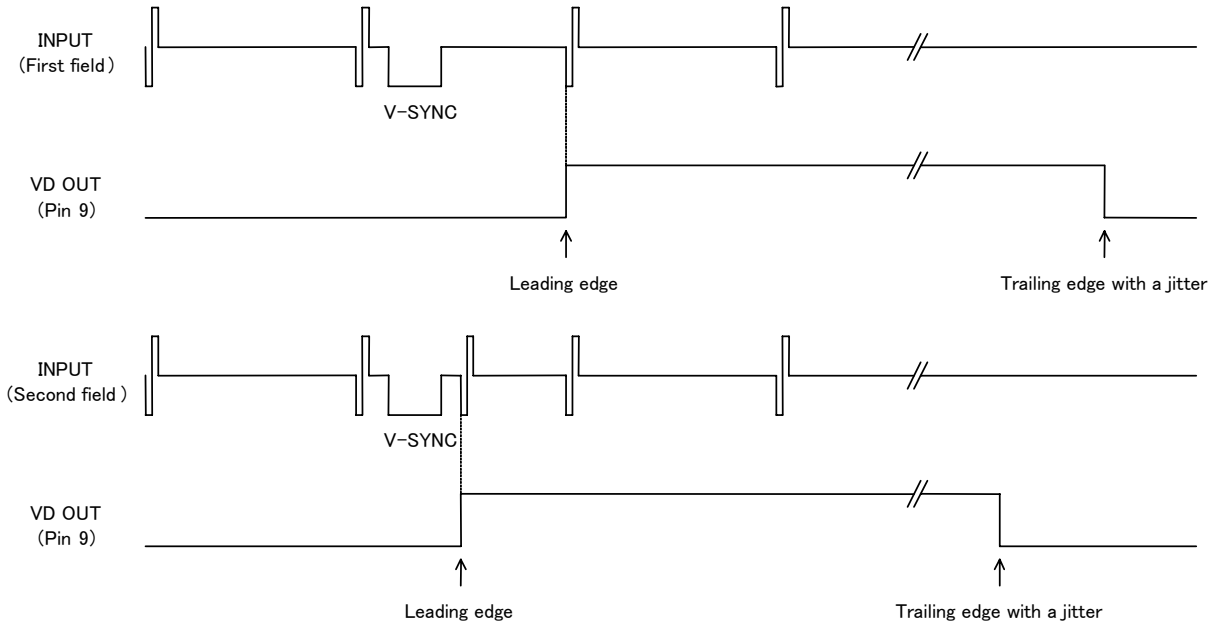 INPUT
(First field)
V-SYNC
VD OUT
(Pin 9)
Leading edge
Trailing edge with a jitter
INPUT
(Second field)
V-SYNC
VD OUT
(Pin 9)
Leading edge
Trailing edge with a jitter